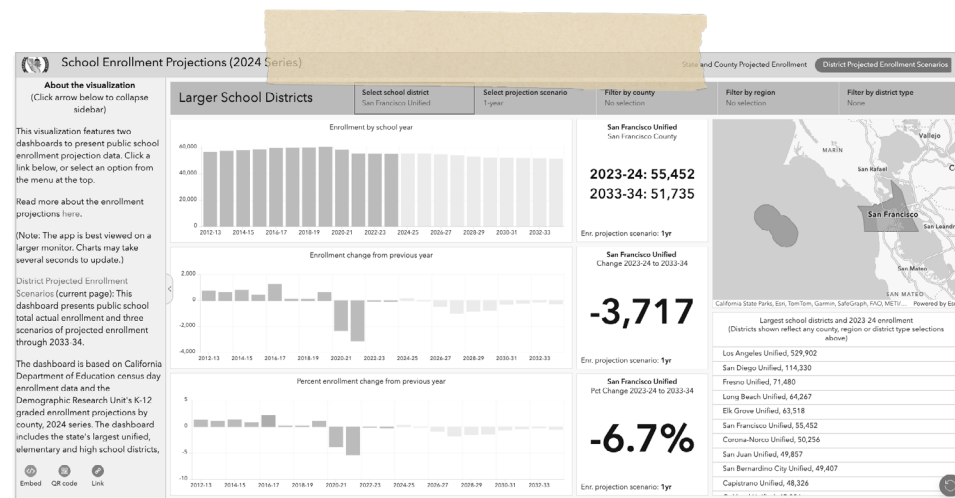 School Enrollment Projections (2024 Series)
State and County Projected Enrollment
District Projected Enrollment Scenarios
About the visualization
(Click arrow below to collapse
sidebar)
This visualization features two
dashboards to present public school
enrollment projection data. Click a
link below, or select an option from
the menu at the top.
Read more about the enrollment
projections here.
(Note: The app is best viewed on a
larger monitor. Charts may take
several seconds to update.)
District Projected Enrollment
Scenarios (current page): This
dashboard presents public school
total actual enrollment and three
scenarios of projected enrollment
through 2033-34.
The dashboard is based on California
Department of Education census day
enrollment data and the
Demographic Research Unit's K-12
graded enrollment projections by
county, 2024 series. The dashboard
includes the state's largest unified,
elementary and high school districts,
Embed QR code Link
Larger School Districts
Select school district
San Francisco Unified
Select projection scenario
1-year
Filter by county
No selection
Filter by region
No selection
Filter by district type
None
Enrollment by school year
60,000
40,000
20,000
0
2012-13 2014-15 2016-17 2018-19 2020-21 2022-23 2024-25 2026-27 2028-29 2030-31 2032-33
San Francisco Unified
San Francisco County
2023-24: 55,452
2033-34: 51,735
Enr. projection scenario: 1yr
Enrollment change from previous year
2,000
0
-2,000
-4,000
2012-13 2014-15 2016-17 2018-19 2020-21 2022-23 2024-25 2026-27 2028-29 2030-31 2032-33
San Francisco Unified
Change 2023-24 to 2033-34
-3,717
Enr. projection scenario: 1yr
Percent enrollment change from previous year
5
0
-5
-10
2012-13 2014-15 2016-17 2018-19 2020-21 2022-23 2024-25 2026-27 2028-29 2030-31 2032-33
San Francisco Unified
Pct Change 2023-24 to 2033-34
-6.7%
Enr. projection scenario: 1yr
Vallejo
MARIN
San Rafael
San Francisco
San Leandr
San Mateo
SAN MATEO
California State Parks, Esri, TomTom, Garmin, SafeGraph, FAO, METI/... Powered by Esri
Largest school districts and 2023-24 enrollment
(Districts shown reflect any county, region or district type selections
above)
Los Angeles Unified, 529,902
San Diego Unified, 114,330
Fresno Unified, 71,480
Long Beach Unified, 64,267
Elk Grove Unified, 63,518
San Francisco Unified, 55,452
Corona-Norco Unified, 50,256
San Juan Unified, 49,857
San Bernardino City Unified, 49,407
Capistrano Unified, 48,326